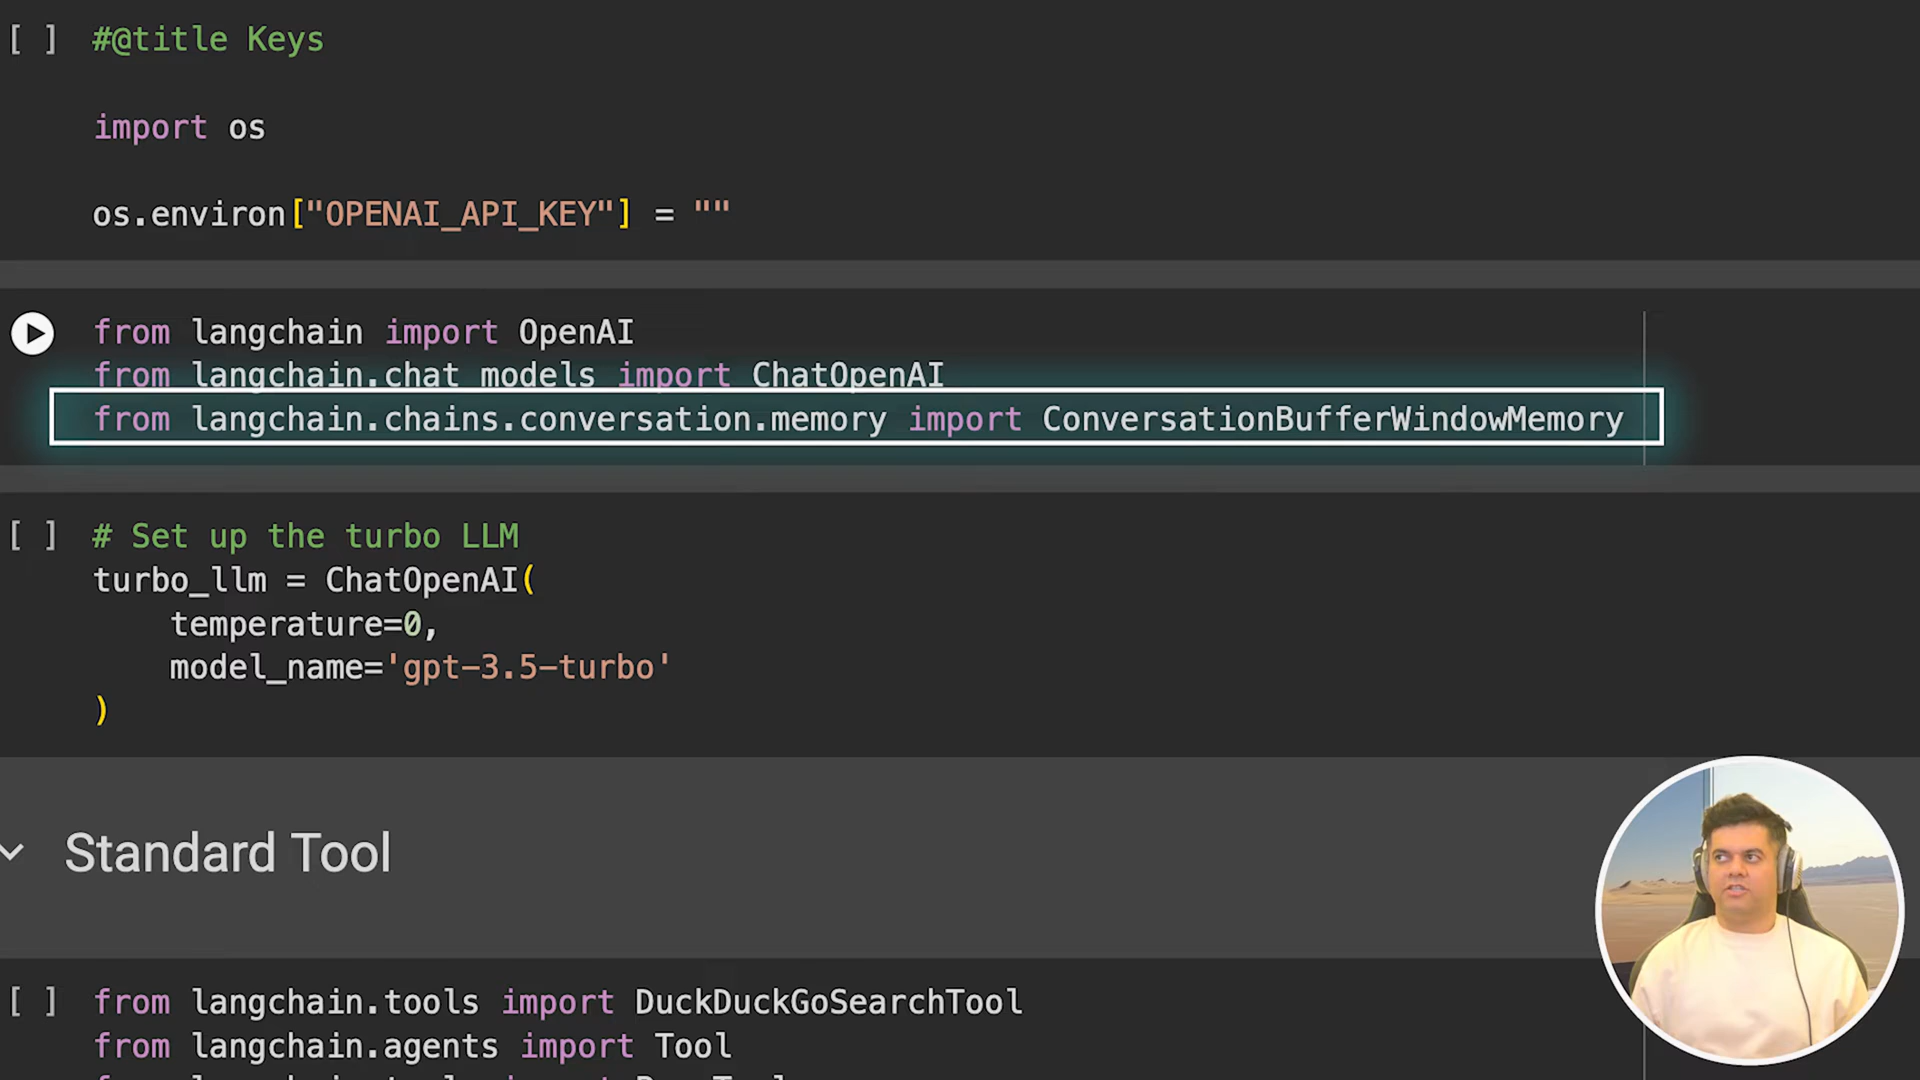 [ ] #@title Keys
import os
os.environ["OPENAI_API_KEY"] = ""
from langchain import OpenAI
from langchain.chat_models import ChatOpenAI
from langchain.chains.conversation.memory import ConversationBufferWindowMemory
[ ] # Set up the turbo LLM
turbo_llm = ChatOpenAI(
temperature=0,
model_name='gpt-3.5-turbo'
)
Standard Tool
[ ] from langchain.tools import DuckDuckGoSearchTool
from langchain.agents import Tool